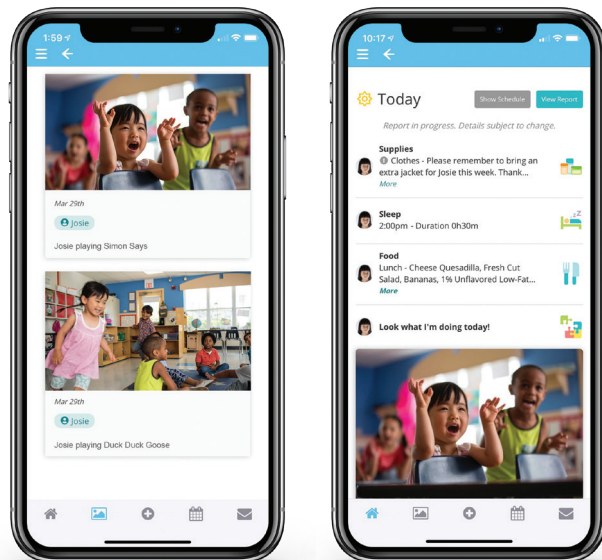 1:59
Mar 29th
Josie
Josie playing Simon Says
Mar 29th
Josie
Josie playing Duck Duck Goose
10:17
Today
Show Schedule
View Report
Report in progress. Details subject to change.
Supplies
Clothes - Please remember to bring an
extra jacket for Josie this week. Thank...
More
Sleep
2:00pm - Duration 0h30m
zZ
Food
Lunch - Cheese Quesadilla, Fresh Cut
Salad, Bananas, 1% Unflavored Low-Fat...
More
Look what I'm doing today!